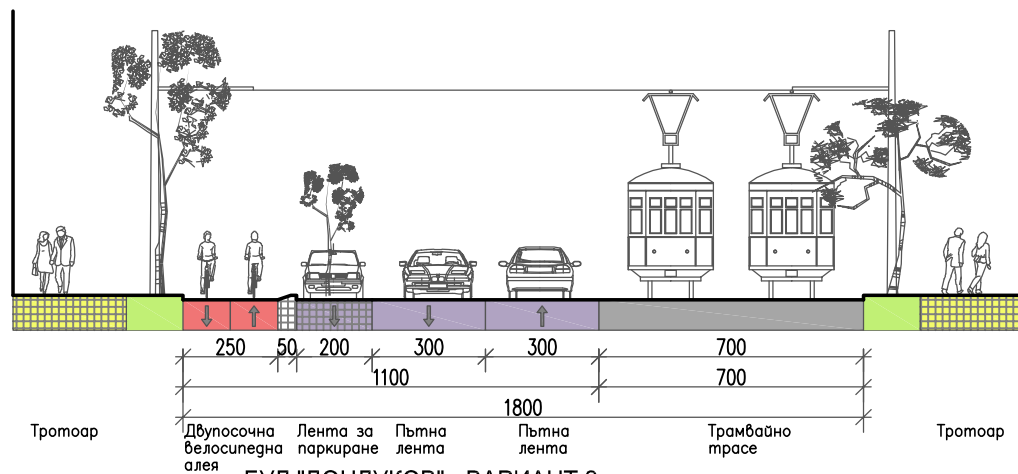 250 50 200 300 300 700
1100 700
1800
Тротоар
Двупосочна
велосипедна
алея
Лента за
паркиране
Пътна
лента
Пътна
лента
Трамвайно
трасе
Тротоар